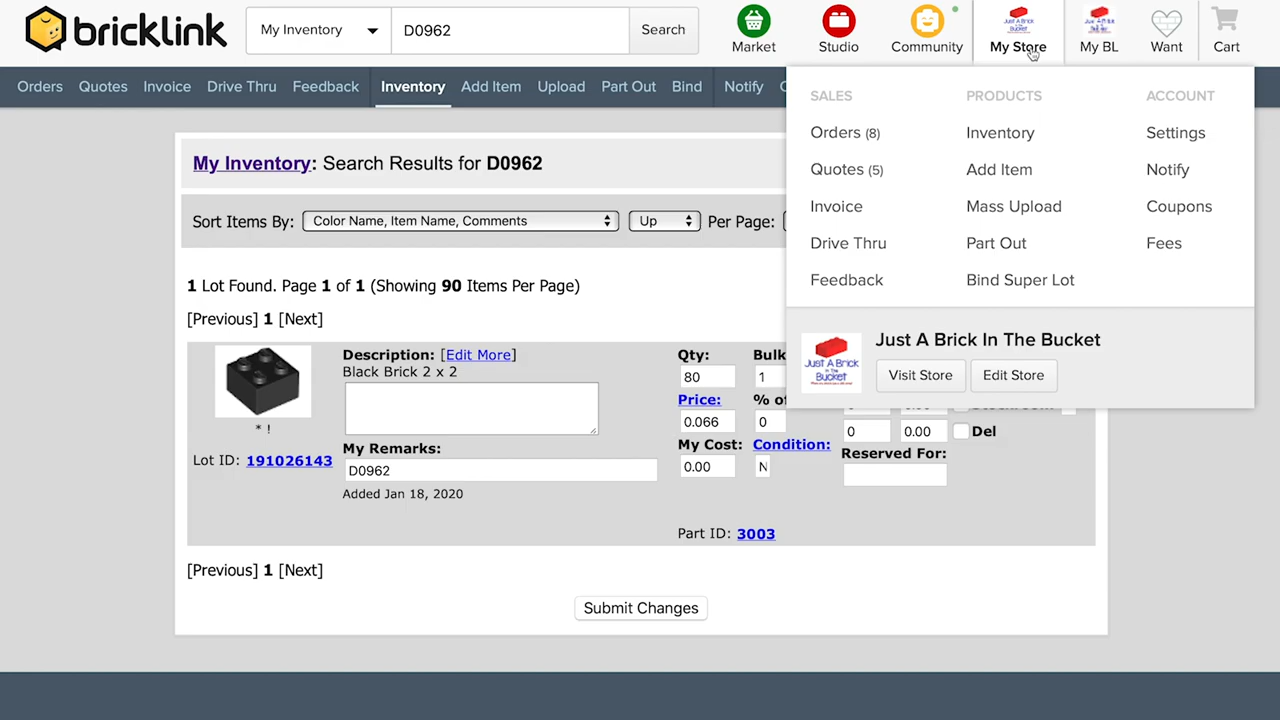 bricklink
My Inventory
D0962
Search
Market
Studio
Community
My Store
My BL
Want
Cart
Orders
Quotes
Invoice
Drive Thru
Feedback
Inventory
Add Item
Upload
Part Out
Bind
Notify
SALES
PRODUCTS
ACCOUNT
Orders (8)
Inventory
Settings
Quotes (5)
Add Item
Notify
Invoice
Mass Upload
Coupons
Drive Thru
Part Out
Fees
Feedback
Bind Super Lot
Just A Brick In The Bucket
Just A Brick In The Bucket
Visit Store
Edit Store
My Inventory: Search Results for D0962
Sort Items By: Color Name, Item Name, Comments Up Per Page:
1 Lot Found. Page 1 of 1 (Showing 90 Items Per Page)
[Previous] 1 [Next]
* !
Lot ID: 191026143
Description: [Edit More]
Black Brick 2 x 2
My Remarks:
D0962
Added Jan 18, 2020
Qty: Bulk
80 1
Price: % of
0.066 0
My Cost: Condition:
0.00 N
0 0.00 Del
Reserved For:
Part ID: 3003
[Previous] 1 [Next]
Submit Changes